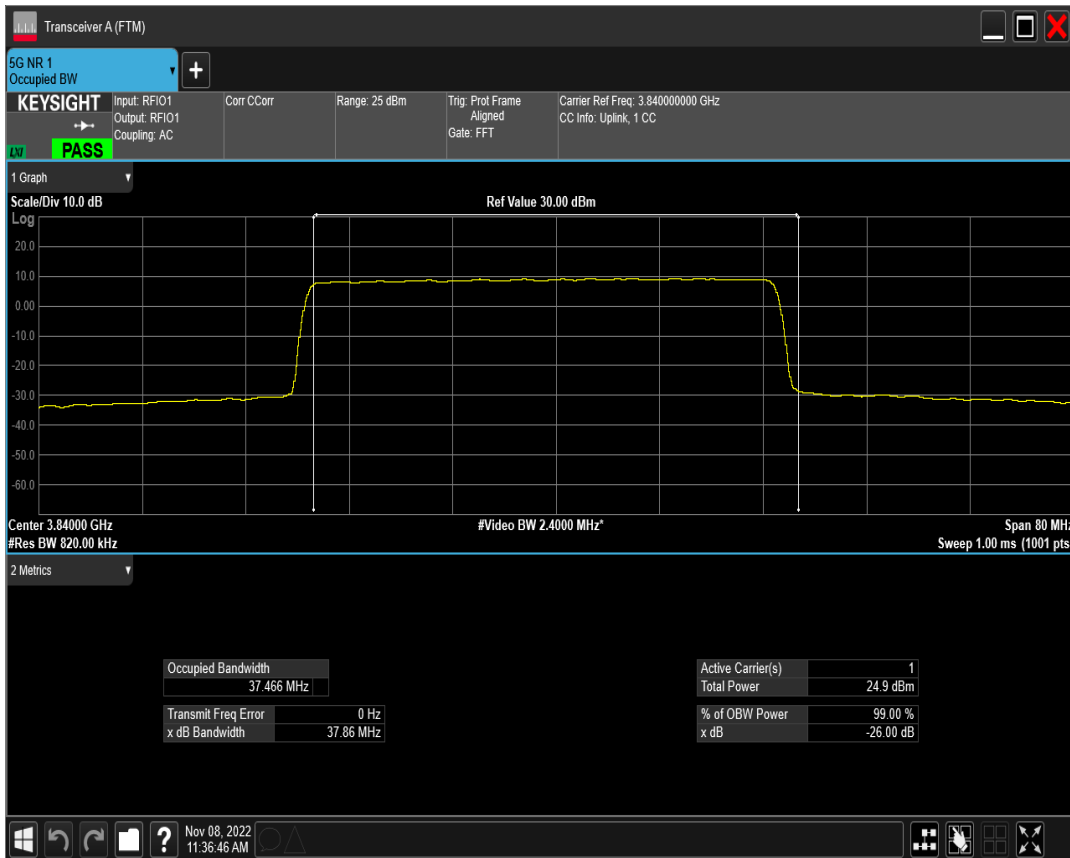 Transceiver A (FTM)
5G NR 1
Occupied BW
+
KEYSIGHT
LXI
PASS
Input: RFIO1
Output: RFIO1
Coupling: AC
Corr CCorr
Range: 25 dBm
Trig: Prot Frame
Aligned
Gate: FFT
Carrier Ref Freq: 3.840000000 GHz
CC Info: Uplink, 1 CC
1 Graph
Scale/Div 10.0 dB
Ref Value 30.00 dBm
Log
20.0
10.0
0.00
-10.0
-20.0
-30.0
-40.0
-50.0
-60.0
Center 3.84000 GHz
#Video BW 2.4000 MHz*
Span 80 MHz
#Res BW 820.00 kHz
Sweep 1.00 ms (1001 pts
2 Metrics
Occupied Bandwidth
37.466 MHz
Transmit Freq Error 0 Hz
x dB Bandwidth 37.86 MHz
Active Carrier(s) 1
Total Power 24.9 dBm
% of OBW Power 99.00 %
x dB -26.00 dB
?
Nov 08, 2022
11:36:46 AM